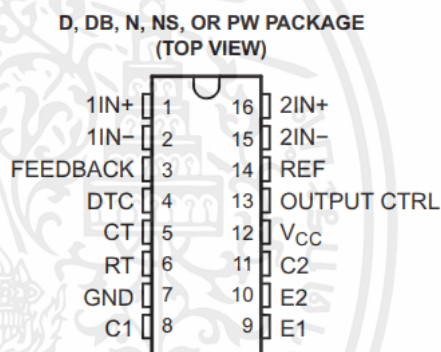 D, DB, N, NS, OR PW PACKAGE
(TOP VIEW)
1IN+ 1 16 2IN+
1IN− 2 15 2IN−
FEEDBACK 3 14 REF
DTC 4 13 OUTPUT CTRL
CT 5 12 VCC
RT 6 11 C2
GND 7 10 E2
C1 8 9 E1